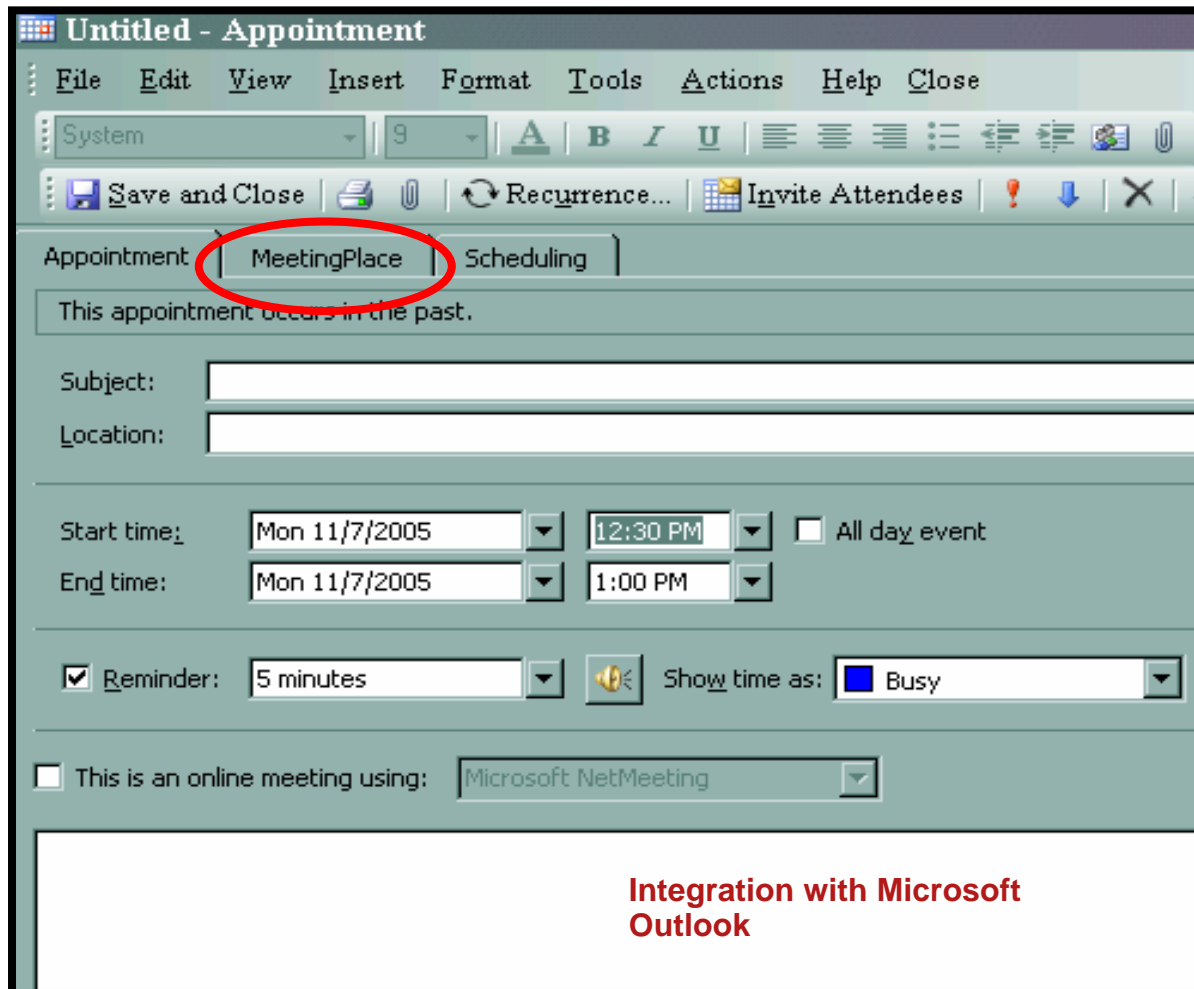 Untitled - Appointment
File Edit View Insert Format Tools Actions Help Close
System 9 A B I U
Save and Close Recurrence... Invite Attendees
Appointment MeetingPlace Scheduling
This appointment occurs in the past.
Subject:
Location:
Start time: Mon 11/7/2005 12:30 PM All day event
End time: Mon 11/7/2005 1:00 PM
Reminder: 5 minutes Show time as: Busy
This is an online meeting using: Microsoft NetMeeting
Integration with Microsoft
Outlook